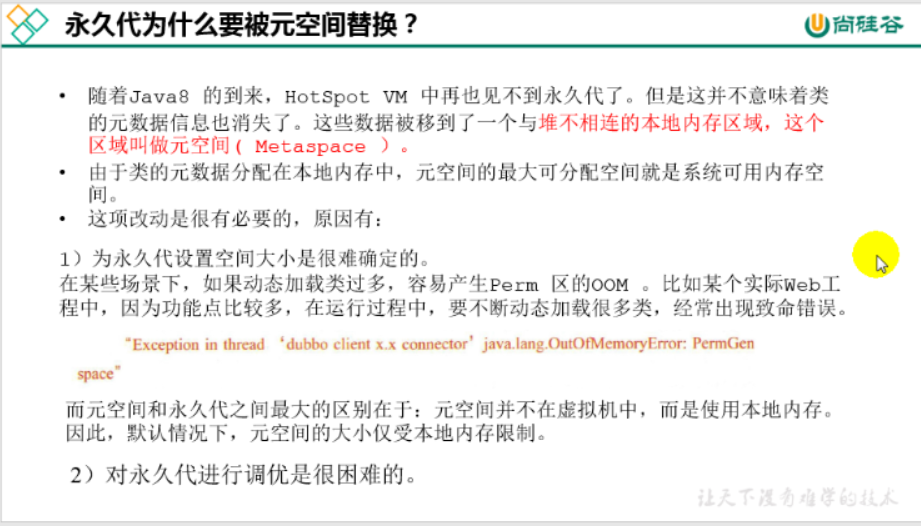 永久代为什么要被元空间替换？
尚硅谷
• 随着Java8 的到来，HotSpot VM 中再也见不到永久代了。但是这并不意味着类
的元数据信息也消失了。这些数据被移到了一个与堆不相连的本地内存区域，这个
区域叫做元空间( Metaspace ）。
• 由于类的元数据分配在本地内存中，元空间的最大可分配空间就是系统可用内存空
间。
• 这项改动是很有必要的，原因有：
1）为永久代设置空间大小是很难确定的。
在某些场景下，如果动态加载类过多，容易产生Perm 区的OOM 。比如某个实际Web工
程中，因为功能点比较多，在运行过程中，要不断动态加载很多类，经常出现致命错误。
"Exception in thread ‘dubbo client x.x connector’ java.lang.OutOfMemoryError: PermGen
space"
而元空间和永久代之间最大的区别在于：元空间并不在虚拟机中，而是使用本地内存。
因此，默认情况下，元空间的大小仅受本地内存限制。
2）对永久代进行调优是很困难的。
让天下没有难学的技术